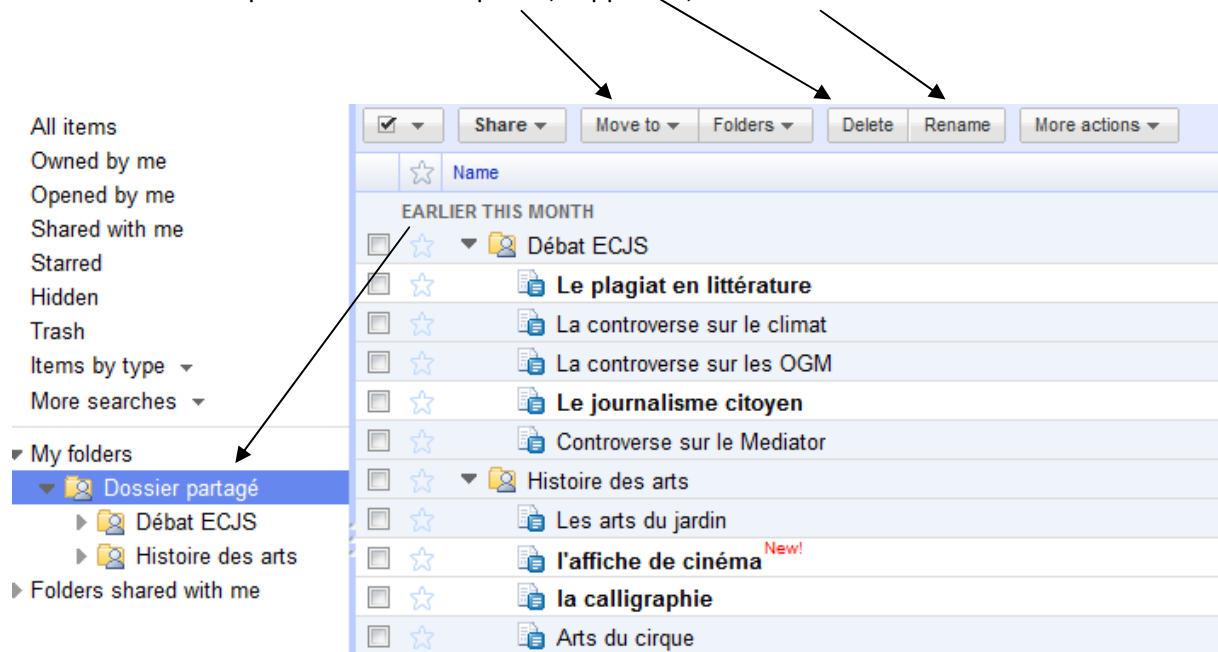 All items
Owned by me
Opened by me
Shared with me
Starred
Hidden
Trash
Items by type
More searches
My folders
Dossier partagé
Débat ECJS
Histoire des arts
Folders shared with me
Share Move to Folders Delete Rename More actions
Name
EARLIER THIS MONTH
Débat ECJS
Le plagiat en littérature
La controverse sur le climat
La controverse sur les OGM
Le journalisme citoyen
Controverse sur le Mediator
Histoire des arts
Les arts du jardin
l'affiche de cinéma New!
la calligraphie
Arts du cirque